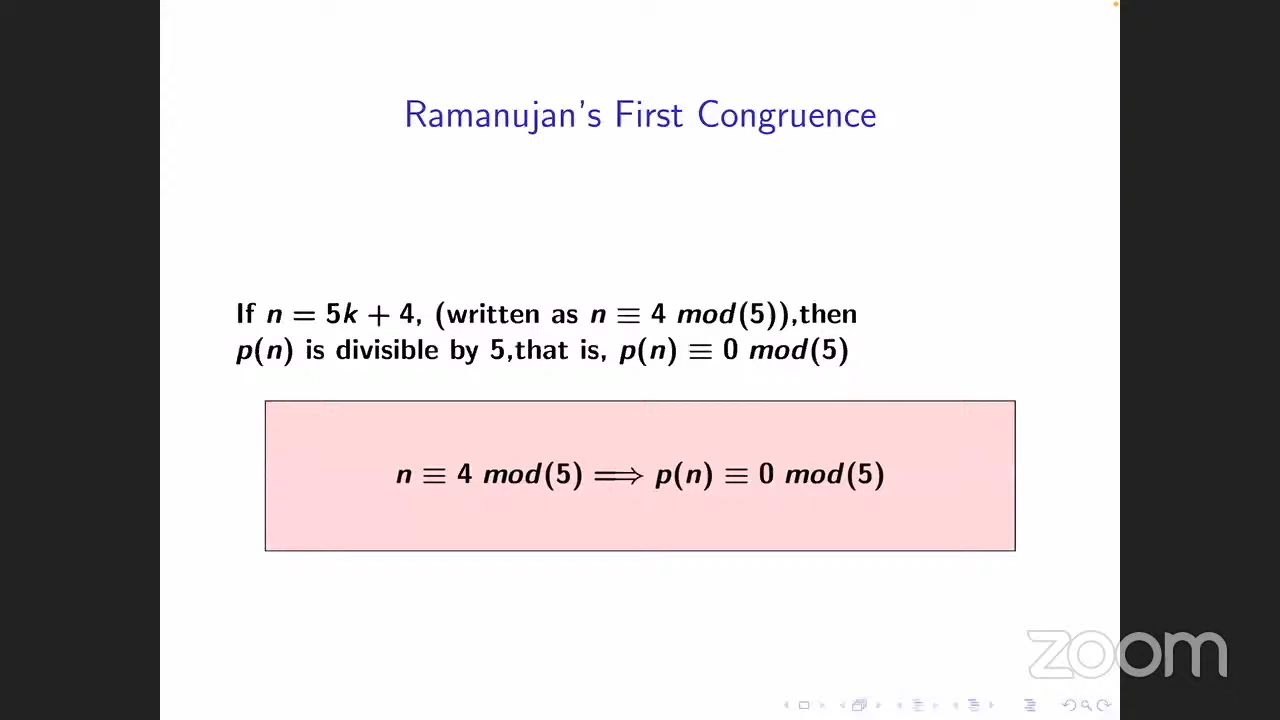 Ramanujan's First Congruence
If n = 5k + 4, (written as n ≡ 4 mod(5)),then
p(n) is divisible by 5,that is, p(n) ≡ 0 mod(5)
n ≡ 4 mod(5) ⟹ p(n) ≡ 0 mod(5)
zoom